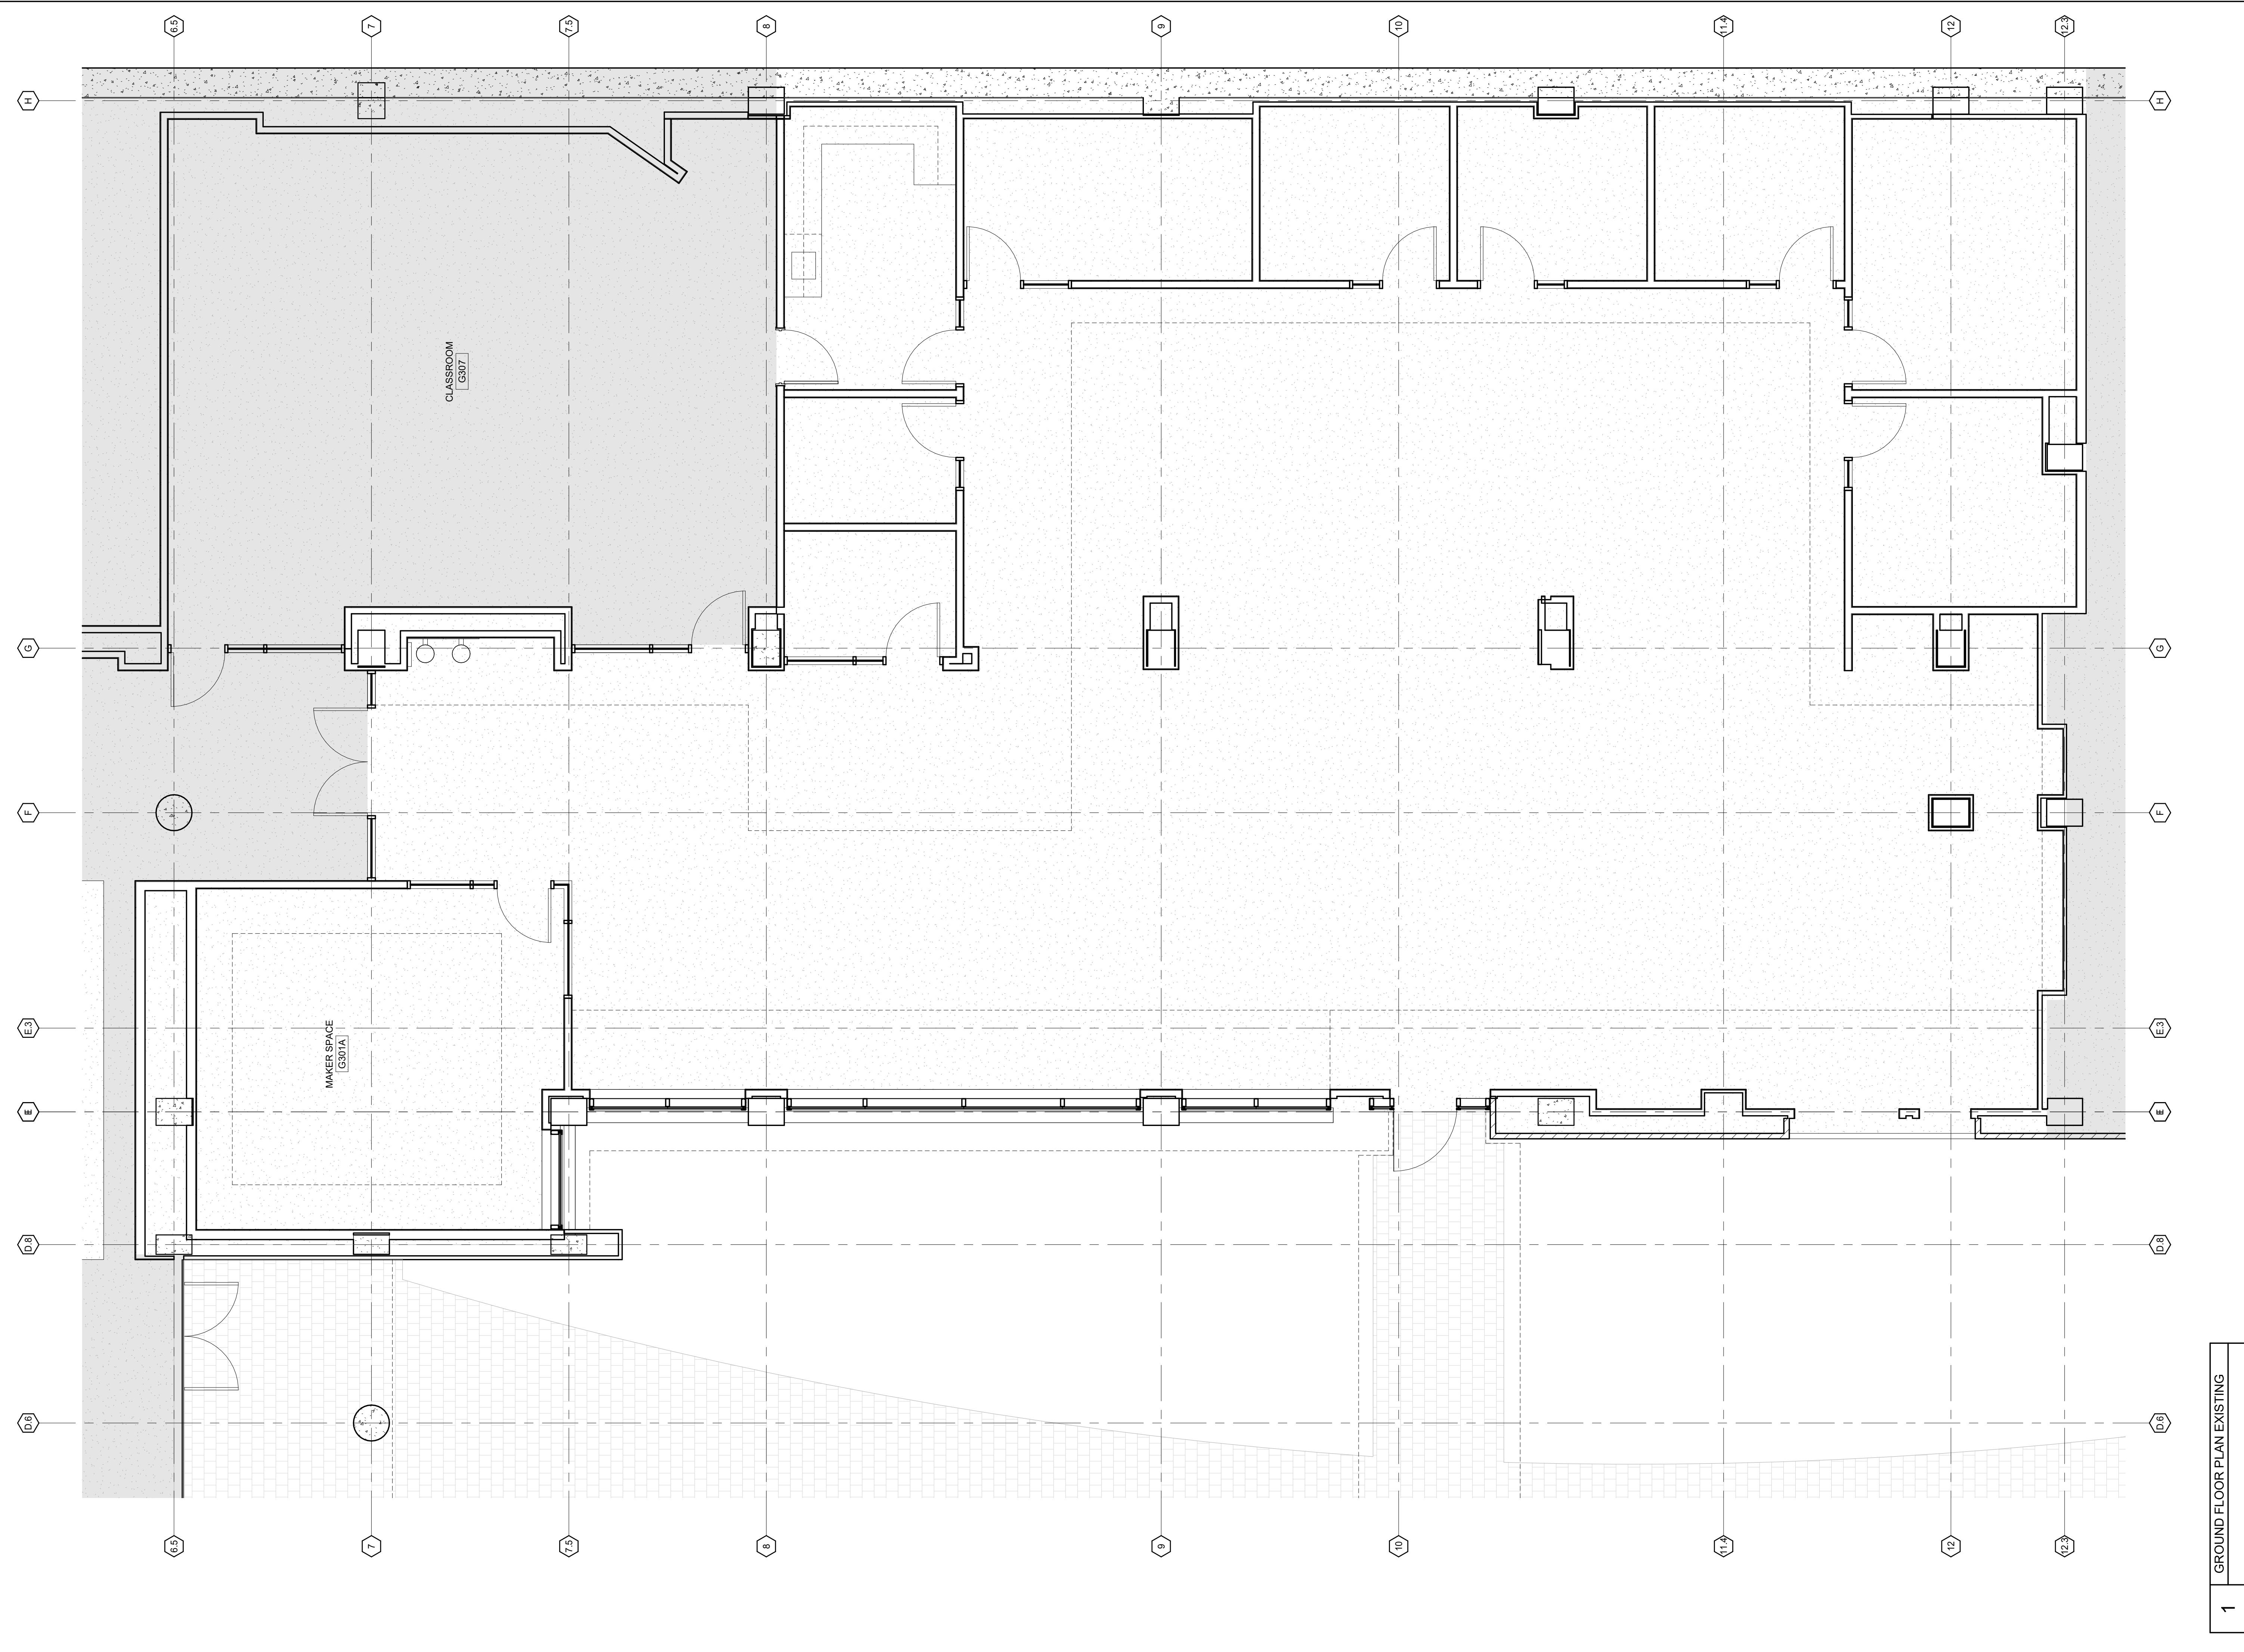 6.5
7
7.5
8
9
10
11.4
12
12.3
H
H
CLASSROOM
G307
G
G
F
F
E.3
E.3
MAKER SPACE
G301A
E
E
D.8
D.8
D.6
D.6
6.5
7
7.5
8
9
10
11.4
12
12.3
1
GROUND FLOOR PLAN EXISTING